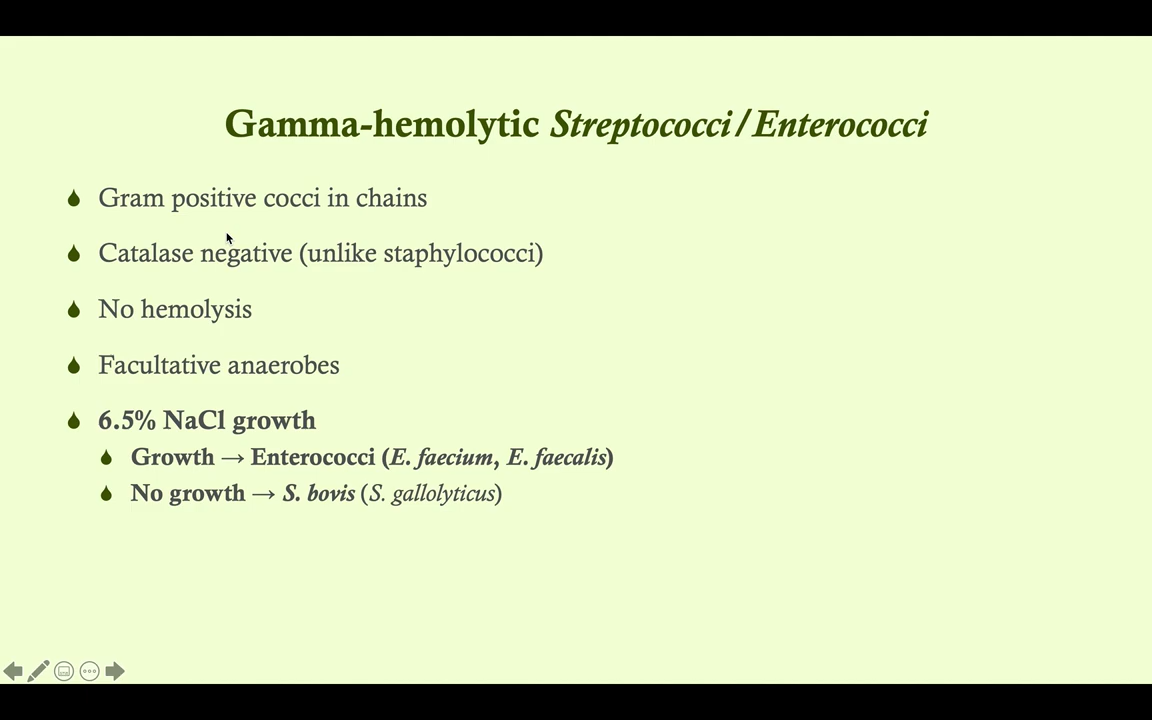 Gamma-hemolytic Streptococci/Enterococci
Gram positive cocci in chains
Catalase negative (unlike staphylococci)
No hemolysis
Facultative anaerobes
6.5% NaCl growth
Growth → Enterococci (E. faecium, E. faecalis)
No growth → S. bovis (S. gallolyticus)